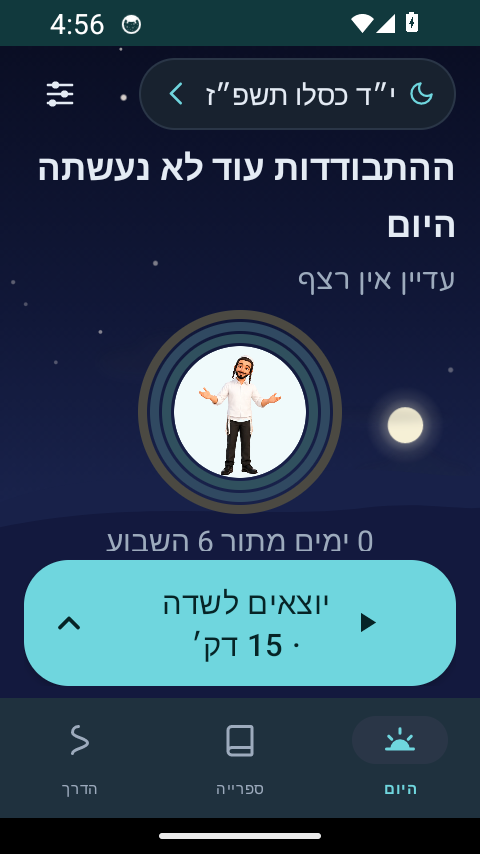 4:56
י״ד כסלו תשפ״ז
ההתבודדות עוד לא נעשתה
היום
עדיין אין רצף
0 ימים מתוך 6 השבוע
יוצאים לשדה
· 15 דק׳
היום
ספרייה
הדרך